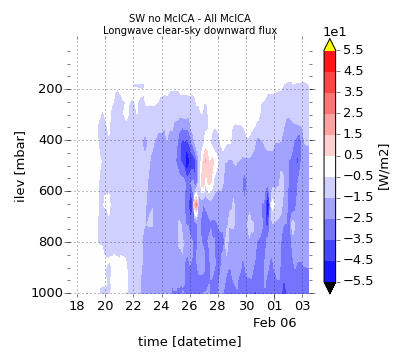 SW no McICA - All McICA
Longwave clear-sky downward flux
1e1
5.5
4.5
3.5
2.5
1.5
0.5
−0.5
−1.5
−2.5
−3.5
−4.5
−5.5
[W/m2]
200
400
600
800
1000
ilev [mbar]
18 20 22 24 26 28 30 01 03
Feb 06
time [datetime]